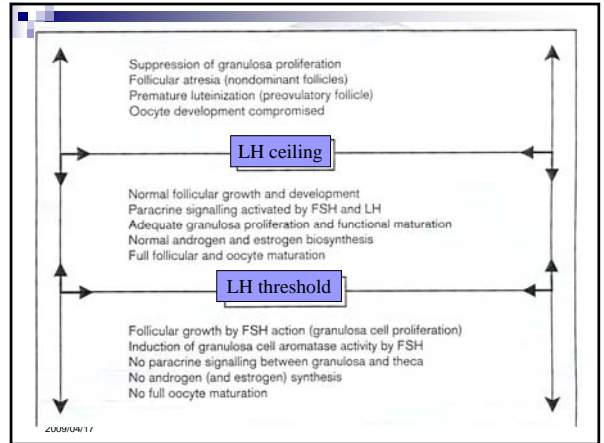 Suppression of granulosa proliferation
Follicular atresia (nondominant follicles)
Premature luteinization (preovulatory follicle)
Oocyte development compromised
LH ceiling
Normal follicular growth and development
Paracrine signalling activated by FSH and LH
Adequate granulosa proliferation and functional maturation
Normal androgen and estrogen biosynthesis
Full follicular and oocyte maturation
LH threshold
Follicular growth by FSH action (granulosa cell proliferation)
Induction of granulosa cell aromatase activity by FSH
No paracrine signalling between granulosa and theca
No androgen (and estrogen) synthesis
No full oocyte maturation
2009/04/17